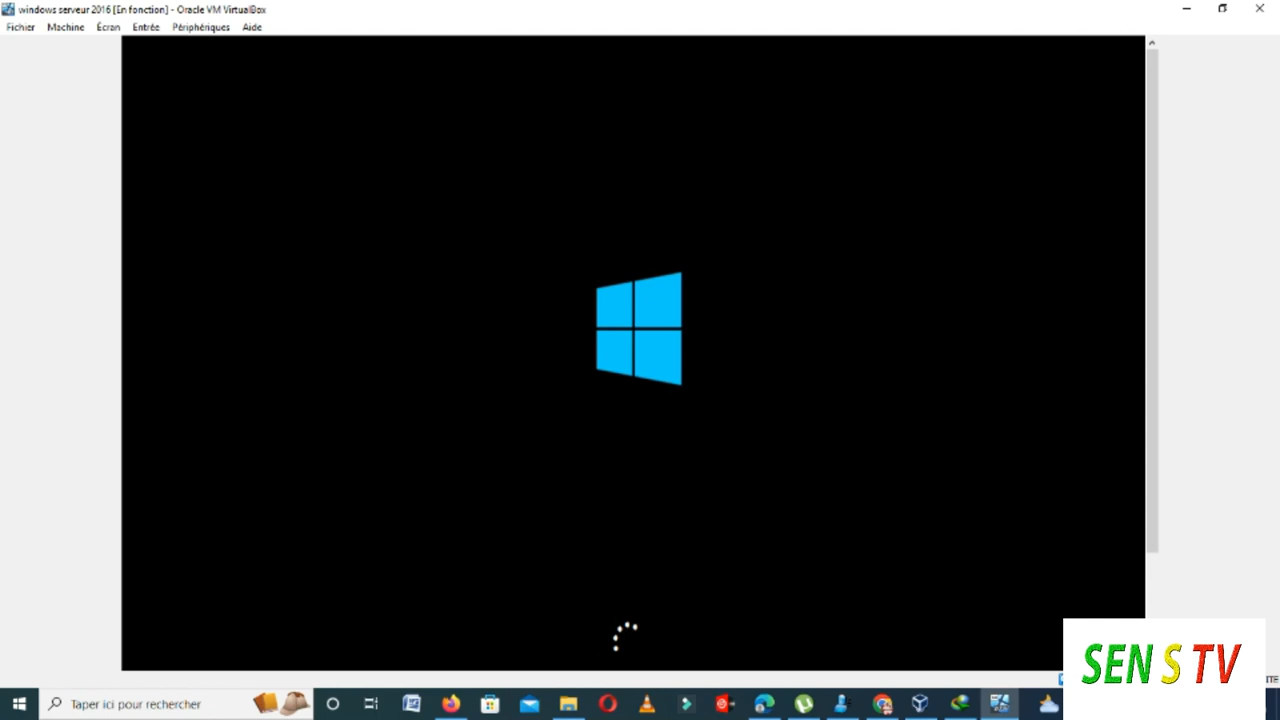 windows serveur 2016 [En fonction] - Oracle VM VirtualBox
Fichier Machine Écran Entrée Périphériques Aide
SEN S TV
ITE
Taper ici pour rechercher